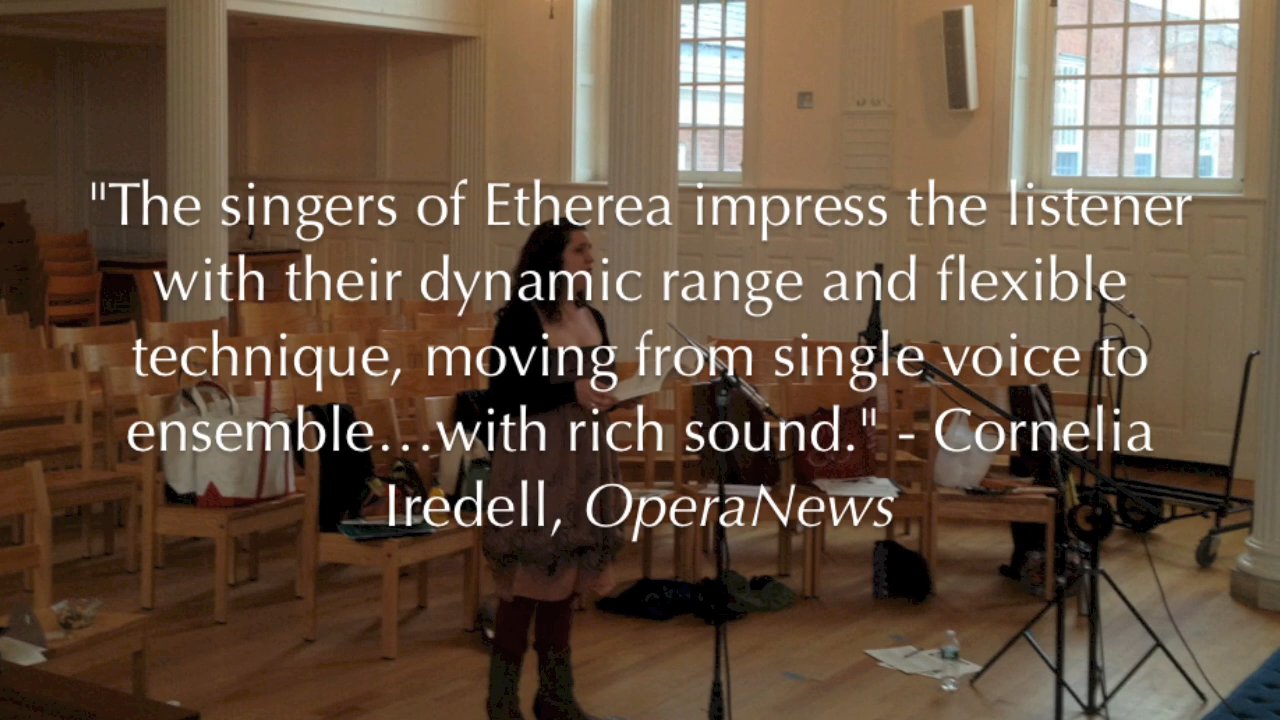 "The singers of Etherea impress the listener
with their dynamic range and flexible
technique, moving from single voice to
ensemble…with rich sound." - Cornelia
Iredell, OperaNews